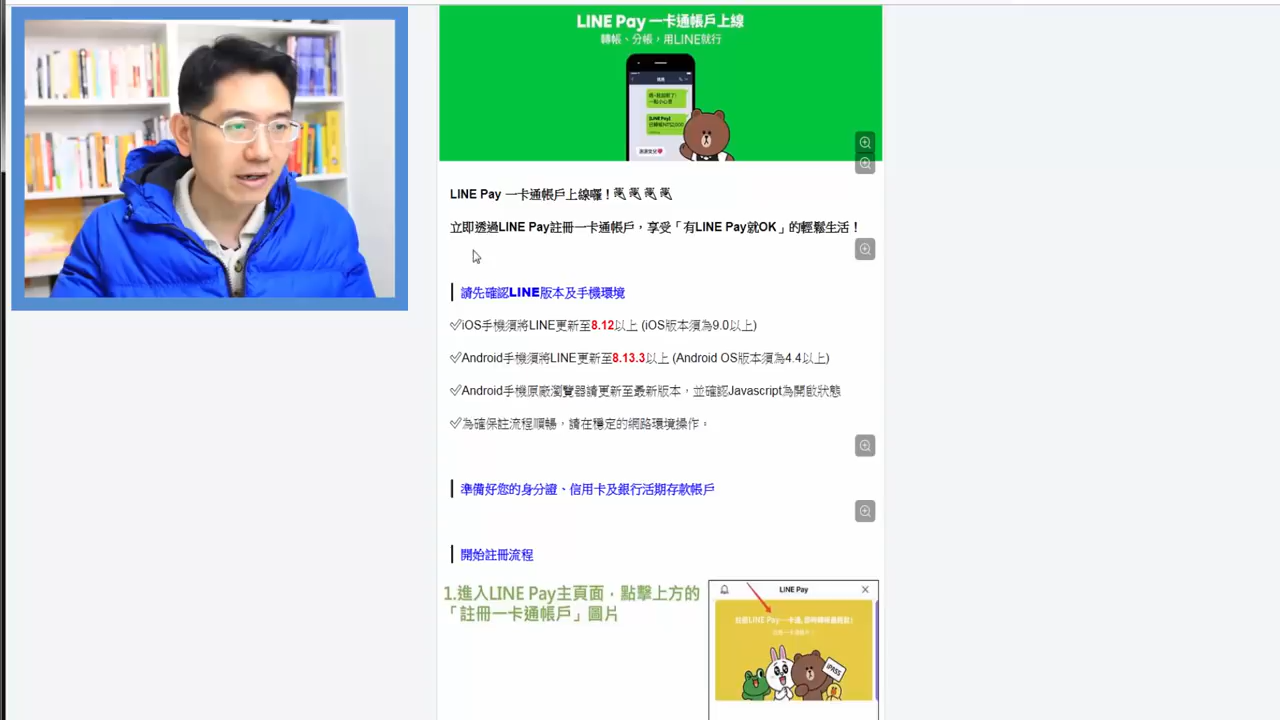 LINE Pay 一卡通帳戶上線
轉帳、分帳，用LINE就行
LINE Pay 一卡通帳戶上線囉！
立即透過LINE Pay註冊一卡通帳戶，享受「有LINE Pay就OK」的輕鬆生活！
請先確認LINE版本及手機環境
iOS手機須將LINE更新至8.12以上 (iOS版本須為9.0以上)
Android手機須將LINE更新至8.13.3以上 (Android OS版本須為4.4以上)
Android手機原廠瀏覽器請更新至最新版本，並確認Javascript為開啟狀態
為確保註流程順暢，請在穩定的網路環境操作。
準備好您的身分證、信用卡及銀行活期存款帳戶
開始註冊流程
1.進入LINE Pay主頁面，點擊上方的
「註冊一卡通帳戶」圖片
LINE Pay
iPASS